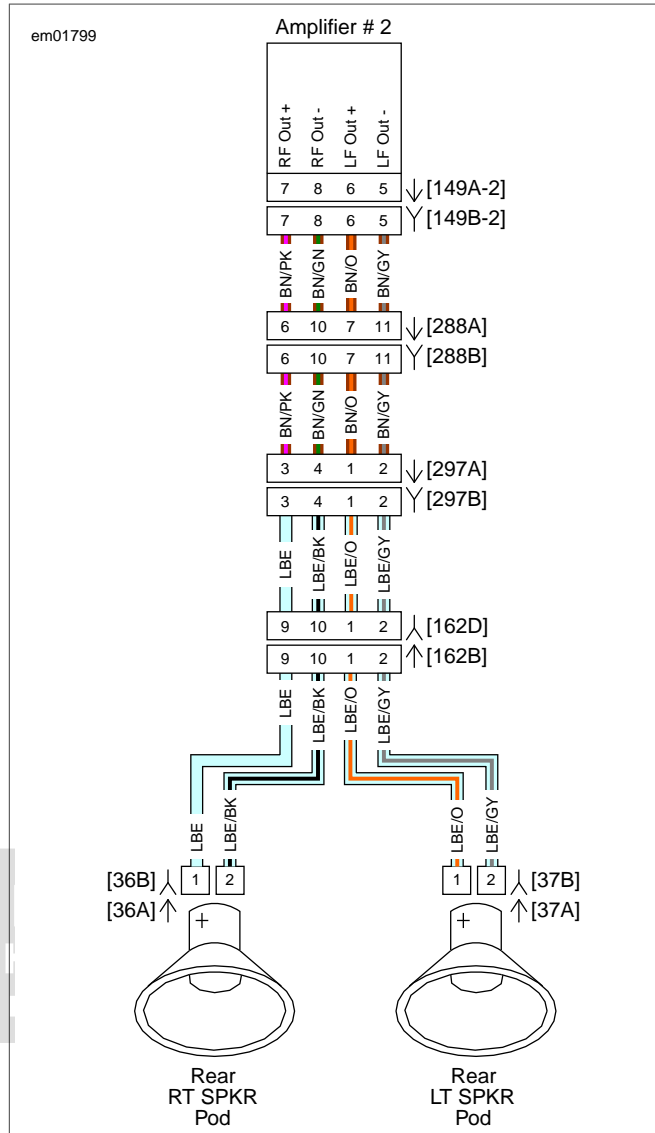 em01799
Amplifier # 2
RF Out +
RF Out -
LF Out +
LF Out -
7 8 6 5 [149A-2]
7 8 6 5 [149B-2]
BN/PK BN/GN BN/O BN/GY
6 10 7 11 [288A]
6 10 7 11 [288B]
BN/PK BN/GN BN/O BN/GY
3 4 1 2 [297A]
3 4 1 2 [297B]
LBE LBE/BK LBE/O LBE/GY
9 10 1 2 [162D]
9 10 1 2 [162B]
LBE LBE/BK LBE/O LBE/GY
LBE LBE/BK LBE/O LBE/GY
[36B] 1 2 1 2 [37B]
[36A] [37A]
+ +
Rear
RT SPKR
Pod
Rear
LT SPKR
Pod